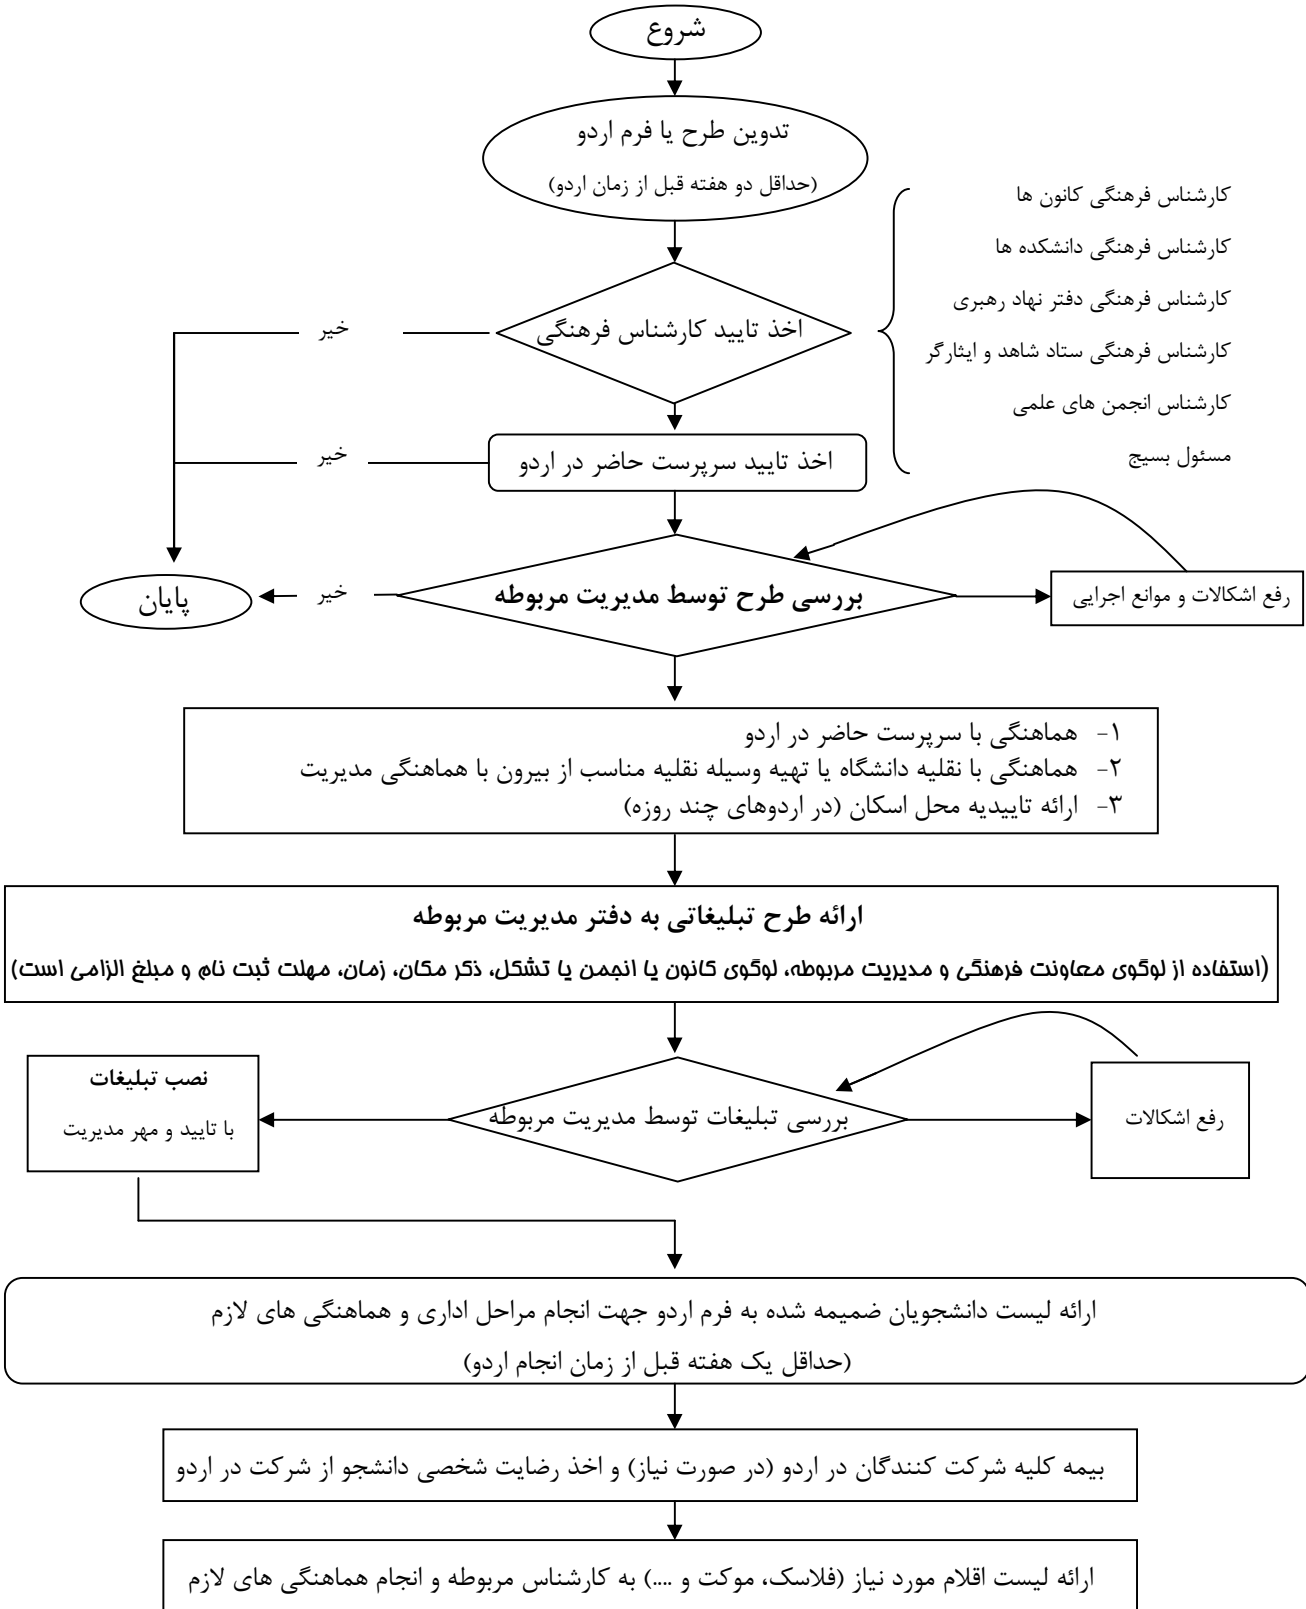 شروع
تدوین طرح یا فرم اردو
(حداقل دو هفته قبل از زمان اردو)
کارشناس فرهنگی کانون ها
کارشناس فرهنگی دانشکده ها
کارشناس فرهنگی دفتر نهاد رهبری
کارشناس فرهنگی ستاد شاهد و ایثارگر
کارشناس انجمن های علمی
مسئول بسیج
اخذ تایید کارشناس فرهنگی
خیر
اخذ تایید سرپرست حاضر در اردو
خیر
بررسی طرح توسط مدیریت مربوطه
رفع اشکالات و موانع اجرایی
خیر
پایان
۱- هماهنگی با سرپرست حاضر در اردو
۲- هماهنگی با نقلیه دانشگاه یا تهیه وسیله نقلیه مناسب از بیرون با هماهنگی مدیریت
۳- ارائه تاییدیه محل اسکان (در اردوهای چند روزه)
ارائه طرح تبلیغاتی به دفتر مدیریت مربوطه
(استفاده از لوگوی معاونت فرهنگی و مدیریت مربوطه، لوگوی کانون یا انجمن یا تشکل، ذکر مکان، زمان، مهلت ثبت نام و مبلغ الزامی است)
بررسی تبلیغات توسط مدیریت مربوطه
رفع اشکالات
نصب تبلیغات
با تایید و مهر مدیریت
ارائه لیست دانشجویان ضمیمه شده به فرم اردو جهت انجام مراحل اداری و هماهنگی های لازم
(حداقل یک هفته قبل از زمان انجام اردو)
بیمه کلیه شرکت کنندگان در اردو (در صورت نیاز) و اخذ رضایت شخصی دانشجو از شرکت در اردو
ارائه لیست اقلام مورد نیاز (فلاسک، موکت و ....) به کارشناس مربوطه و انجام هماهنگی های لازم